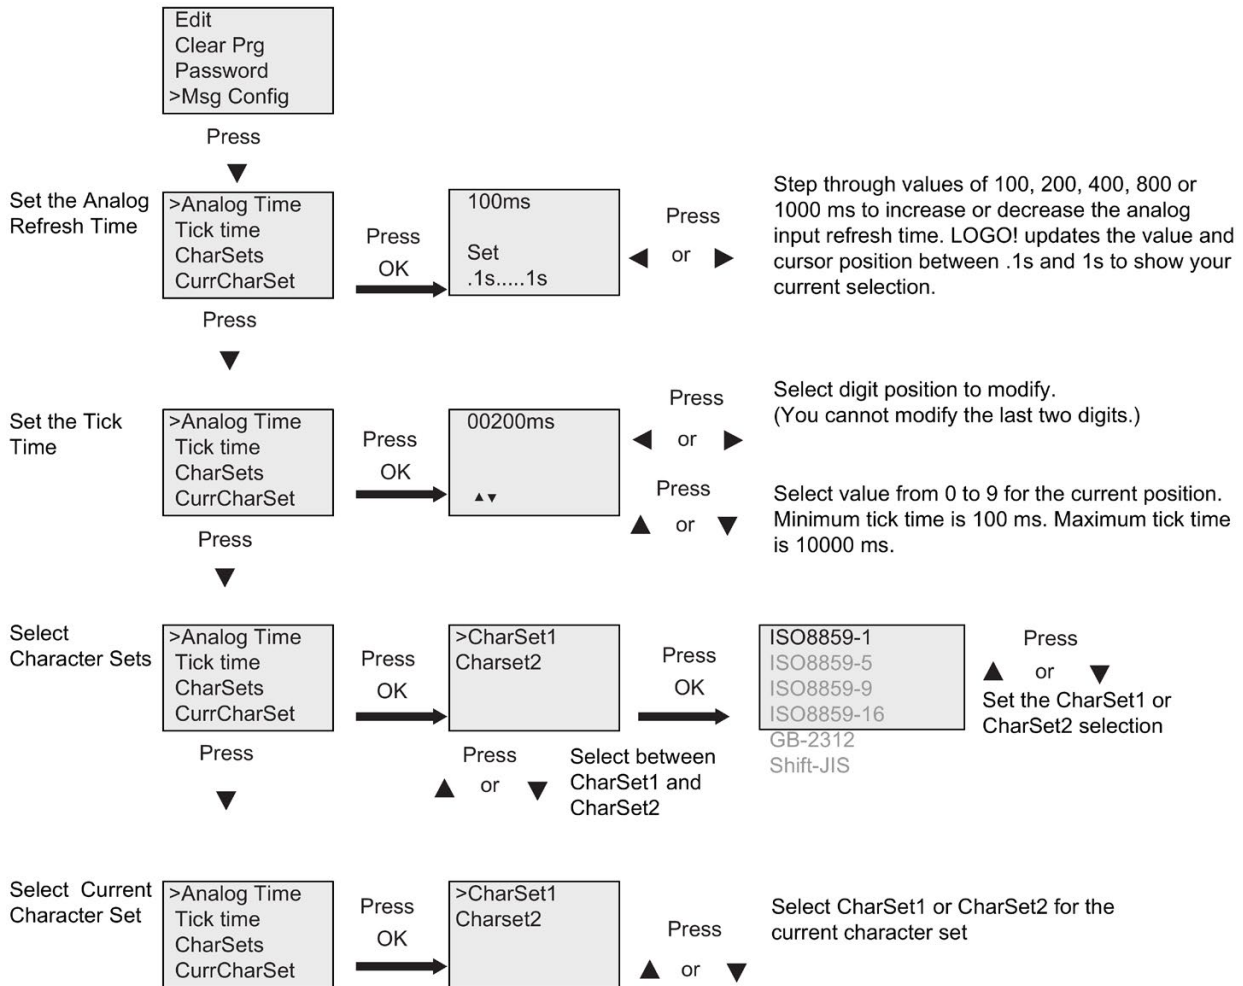 Edit
Clear Prg
Password
>Msg Config
Press
Set the Analog
Refresh Time
>Analog Time
Tick time
CharSets
CurrCharSet
Press
OK
100ms
Set
.1s.....1s
Press
or
Step through values of 100, 200, 400, 800 or
1000 ms to increase or decrease the analog
input refresh time. LOGO! updates the value and
cursor position between .1s and 1s to show your
current selection.
Press
Set the Tick
Time
>Analog Time
Tick time
CharSets
CurrCharSet
Press
OK
00200ms
Press
or
Select digit position to modify.
(You cannot modify the last two digits.)
Press
or
Select value from 0 to 9 for the current position.
Minimum tick time is 100 ms. Maximum tick time
is 10000 ms.
Press
Select
Character Sets
>Analog Time
Tick time
CharSets
CurrCharSet
Press
OK
>CharSet1
Charset2
Press
or
Select between
CharSet1 and
CharSet2
Press
OK
ISO8859-1
ISO8859-5
ISO8859-9
ISO8859-16
GB-2312
Shift-JIS
Press
or
Set the CharSet1 or
CharSet2 selection
Press
Select Current
Character Set
>Analog Time
Tick time
CharSets
CurrCharSet
Press
OK
>CharSet1
Charset2
Press
or
Select CharSet1 or CharSet2 for the
current character set